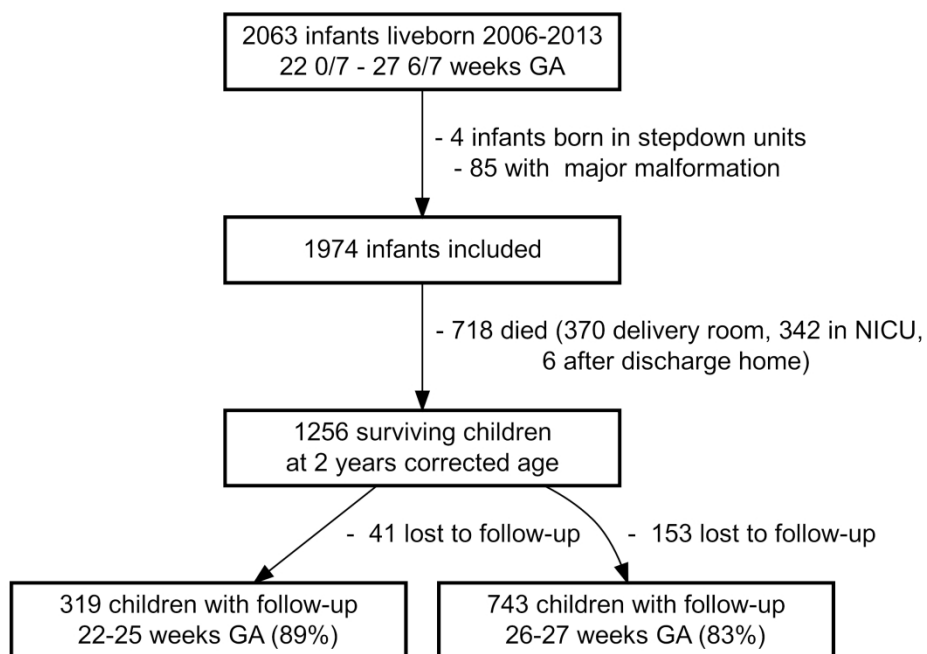 2063 infants liveborn 2006-2013
22 0/7 - 27 6/7 weeks GA
- 4 infants born in stepdown units
- 85 with  major malformation
1974 infants included
- 718 died (370 delivery room, 342 in NICU,
6 after discharge home)
1256 surviving children
at 2 years corrected age
-  41 lost to follow-up
-  153 lost to follow-up
319 children with follow-up
22-25 weeks GA (89%)
743 children with follow-up
26-27 weeks GA (83%)